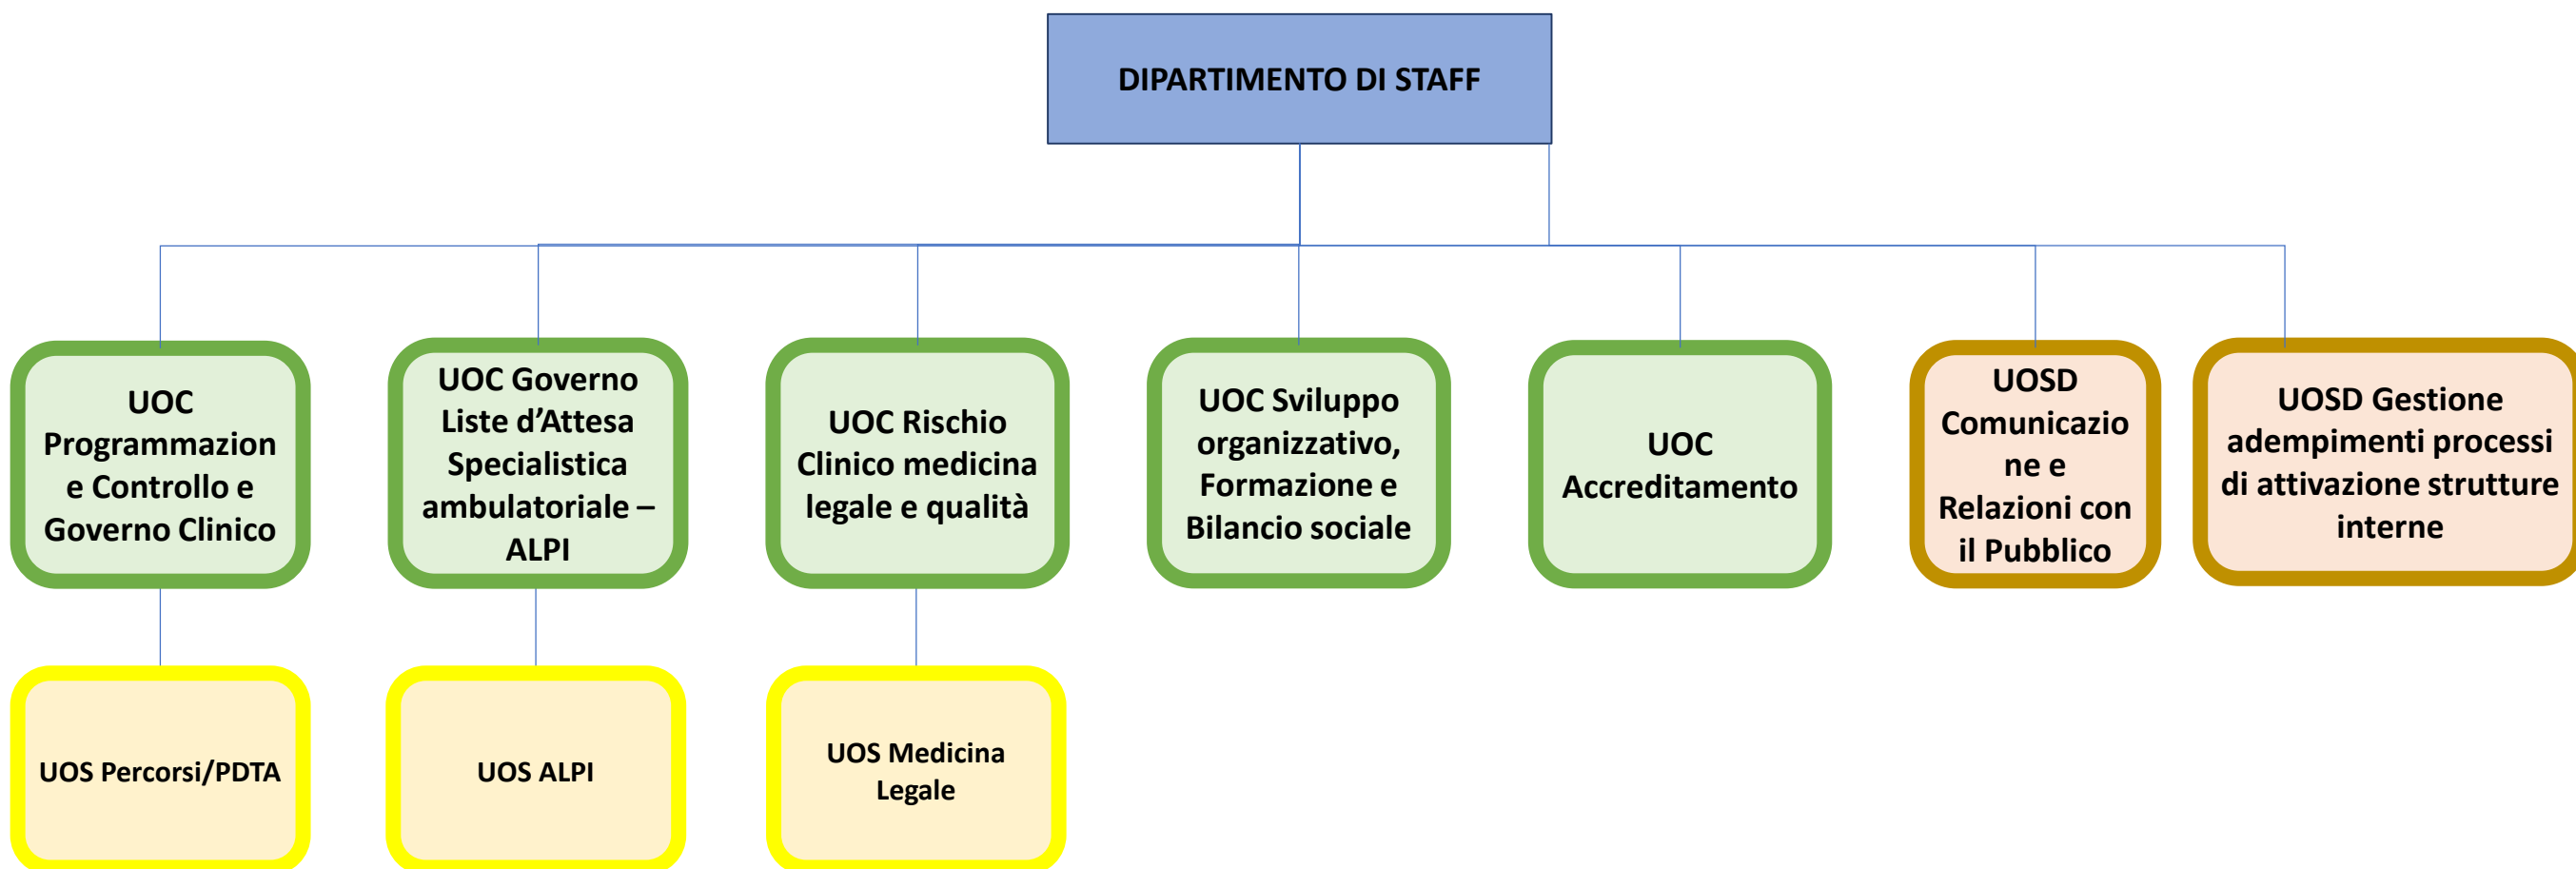 DIPARTIMENTO DI STAFF
UOC
Programmazion
e Controllo e
Governo Clinico
UOC Governo
Liste d’Attesa
Specialistica
ambulatoriale –
ALPI
UOC Rischio
Clinico medicina
legale e qualità
UOC Sviluppo
organizzativo,
Formazione e
Bilancio sociale
UOC
Accreditamento
UOSD
Comunicazio
ne e
Relazioni con
il Pubblico
UOSD Gestione
adempimenti processi
di attivazione strutture
interne
UOS Percorsi/PDTA
UOS ALPI
UOS Medicina
Legale